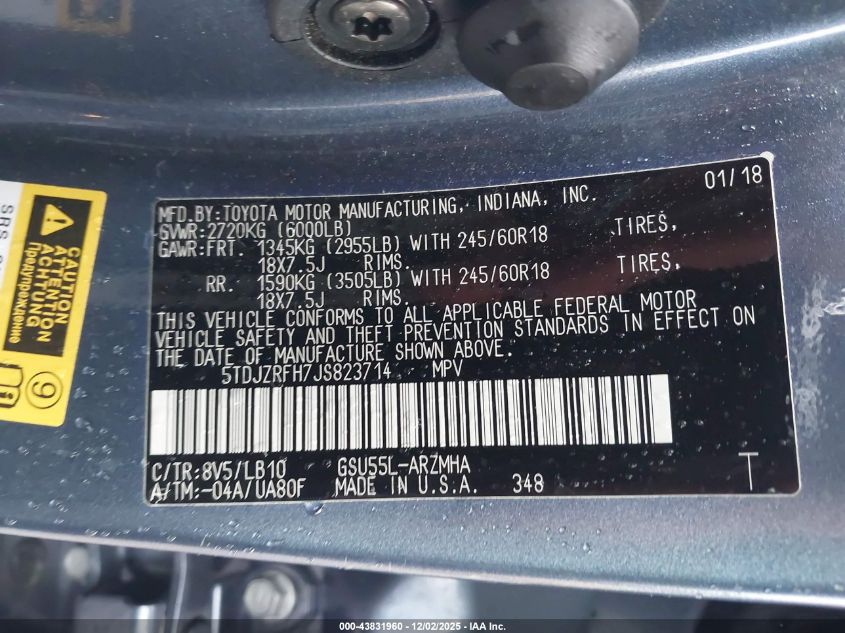 01/18
MFD.BY:TOYOTA MOTOR MANUFACTURING, INDIANA, INC.
GVWR:2720KG (6000LB)
GAWR:FRT. 1345KG (2955LB) WITH 245/60R18 TIRES,
18X7.5J RIMS.
RR. 1590KG (3505LB) WITH 245/60R18 TIRES,
18X7.5J RIMS.
THIS VEHICLE CONFORMS TO ALL APPLICABLE FEDERAL MOTOR
VEHICLE SAFETY AND THEFT PREVENTION STANDARDS IN EFFECT ON
THE DATE OF MANUFACTURE SHOWN ABOVE.
5TDJZRFH7JS823714 MPV
C/TR:8V5/LB10 GSU55L-ARZMHA
A/TM:-04A/UA80F MADE IN U.S.A. 348 T
CAUTION
ATTENTION
ACHTUNG
Предупреждение
9
SRS
000-43831960 - 12/02/2025 - IAA Inc.